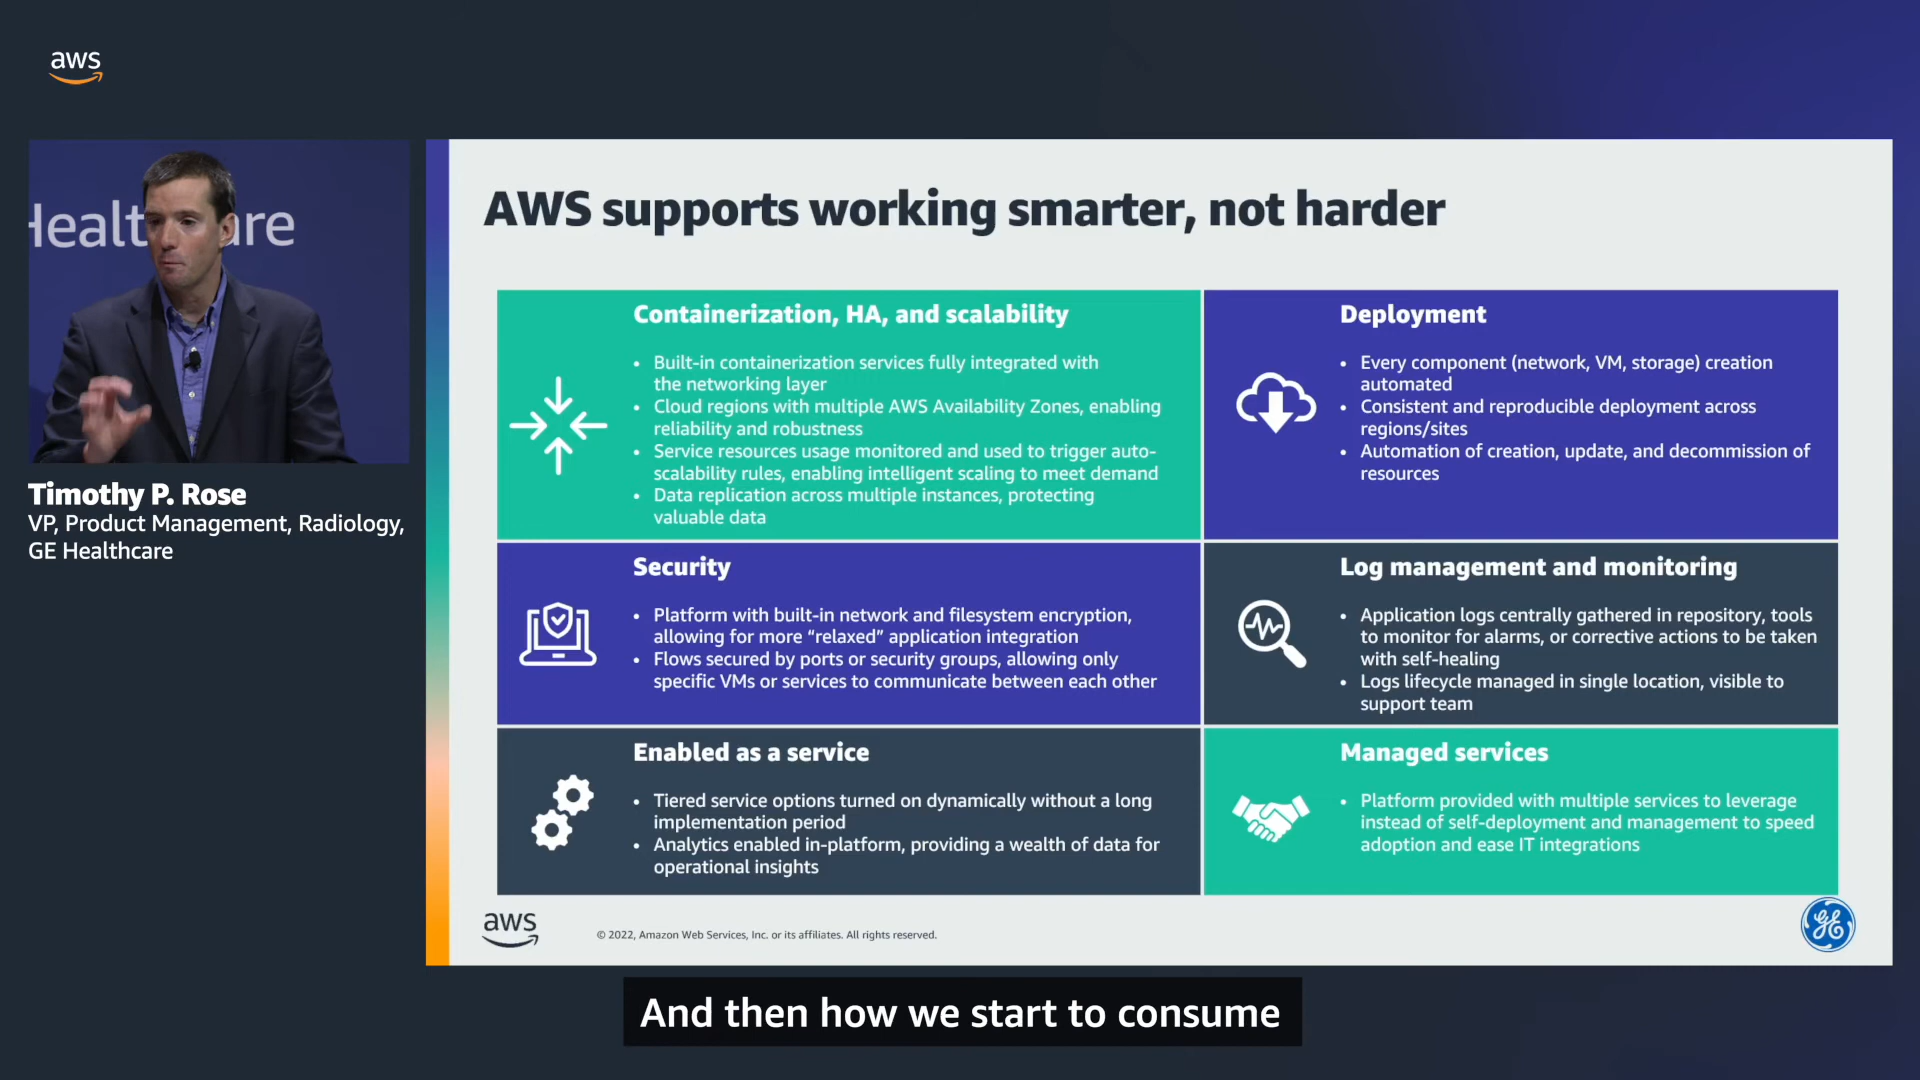 aws
Healthcare
Timothy P. Rose
VP, Product Management, Radiology,
GE Healthcare
AWS supports working smarter, not harder
Containerization, HA, and scalability
• Built-in containerization services fully integrated with
the networking layer
• Cloud regions with multiple AWS Availability Zones, enabling
reliability and robustness
• Service resources usage monitored and used to trigger auto-
scalability rules, enabling intelligent scaling to meet demand
• Data replication across multiple instances, protecting
valuable data
Deployment
• Every component (network, VM, storage) creation
automated
• Consistent and reproducible deployment across
regions/sites
• Automation of creation, update, and decommission of
resources
Security
• Platform with built-in network and filesystem encryption,
allowing for more “relaxed” application integration
• Flows secured by ports or security groups, allowing only
specific VMs or services to communicate between each other
Log management and monitoring
• Application logs centrally gathered in repository, tools
to monitor for alarms, or corrective actions to be taken
with self-healing
• Logs lifecycle managed in single location, visible to
support team
Enabled as a service
• Tiered service options turned on dynamically without a long
implementation period
• Analytics enabled in-platform, providing a wealth of data for
operational insights
Managed services
• Platform provided with multiple services to leverage
instead of self-deployment and management to speed
adoption and ease IT integrations
aws
© 2022, Amazon Web Services, Inc. or its affiliates. All rights reserved.
GE
And then how we start to consume